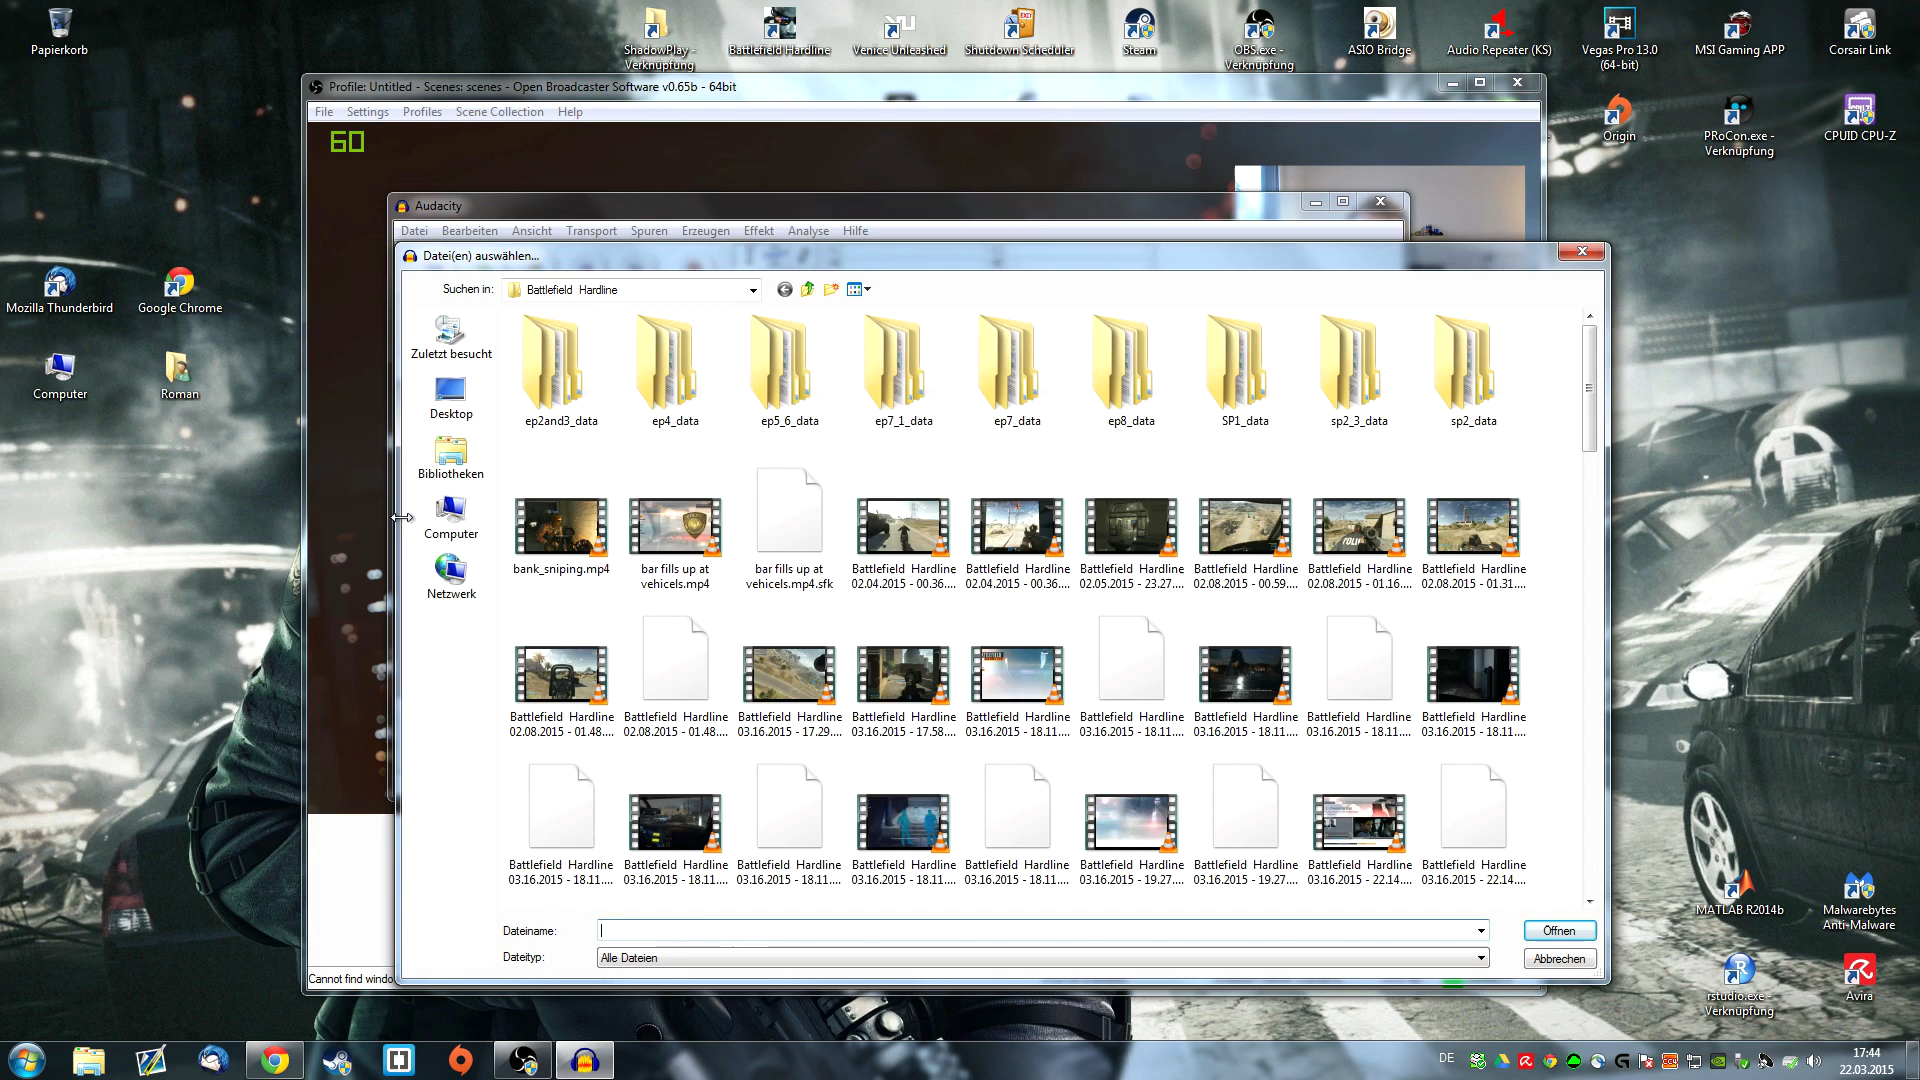 Papierkorb
ShadowPlay -
Verknüpfung
Battlefield Hardline
Venice Unleashed
Shutdown Scheduler
Steam
OBS.exe -
Verknüpfung
ASIO Bridge
Audio Repeater (KS)
Vegas Pro 13.0
(64-bit)
MSI Gaming APP
Corsair Link
Profile: Untitled - Scenes: scenes - Open Broadcaster Software v0.65b - 64bit
File Settings Profiles Scene Collection Help
60
Origin
PRoCon.exe -
Verknüpfung
CPUID CPU-Z
Audacity
Datei Bearbeiten Ansicht Transport Spuren Erzeugen Effekt Analyse Hilfe
Datei(en) auswählen...
Suchen in: Battlefield Hardline
Mozilla Thunderbird
Google Chrome
Computer
Roman
Zuletzt besucht
Desktop
Bibliotheken
Computer
Netzwerk
ep2and3_data ep4_data ep5_6_data ep7_1_data ep7_data ep8_data SP1_data sp2_3_data sp2_data
bank_sniping.mp4 bar fills up at bar fills up at Battlefield Hardline Battlefield Hardline Battlefield Hardline Battlefield Hardline Battlefield Hardline Battlefield Hardline
vehicels.mp4 vehicels.mp4.sfk 02.04.2015 - 00.36.... 02.04.2015 - 00.36.... 02.05.2015 - 23.27.... 02.08.2015 - 00.59.... 02.08.2015 - 01.16.... 02.08.2015 - 01.31....
Battlefield Hardline Battlefield Hardline Battlefield Hardline Battlefield Hardline Battlefield Hardline Battlefield Hardline Battlefield Hardline Battlefield Hardline Battlefield Hardline
02.08.2015 - 01.48.... 02.08.2015 - 01.48.... 03.16.2015 - 17.29.... 03.16.2015 - 17.58.... 03.16.2015 - 18.11.... 03.16.2015 - 18.11.... 03.16.2015 - 18.11.... 03.16.2015 - 18.11.... 03.16.2015 - 18.11....
Battlefield Hardline Battlefield Hardline Battlefield Hardline Battlefield Hardline Battlefield Hardline Battlefield Hardline Battlefield Hardline Battlefield Hardline Battlefield Hardline
03.16.2015 - 18.11.... 03.16.2015 - 18.11.... 03.16.2015 - 18.11.... 03.16.2015 - 18.11.... 03.16.2015 - 18.11.... 03.16.2015 - 19.27.... 03.16.2015 - 19.27.... 03.16.2015 - 22.14.... 03.16.2015 - 22.14....
Dateiname:
Öffnen
Dateityp: Alle Dateien
Abbrechen
Cannot find windo
MATLAB R2014b
Malwarebytes
Anti-Malware
rstudio.exe -
Verknüpfung
Avira
DE
17:44
22.03.2015